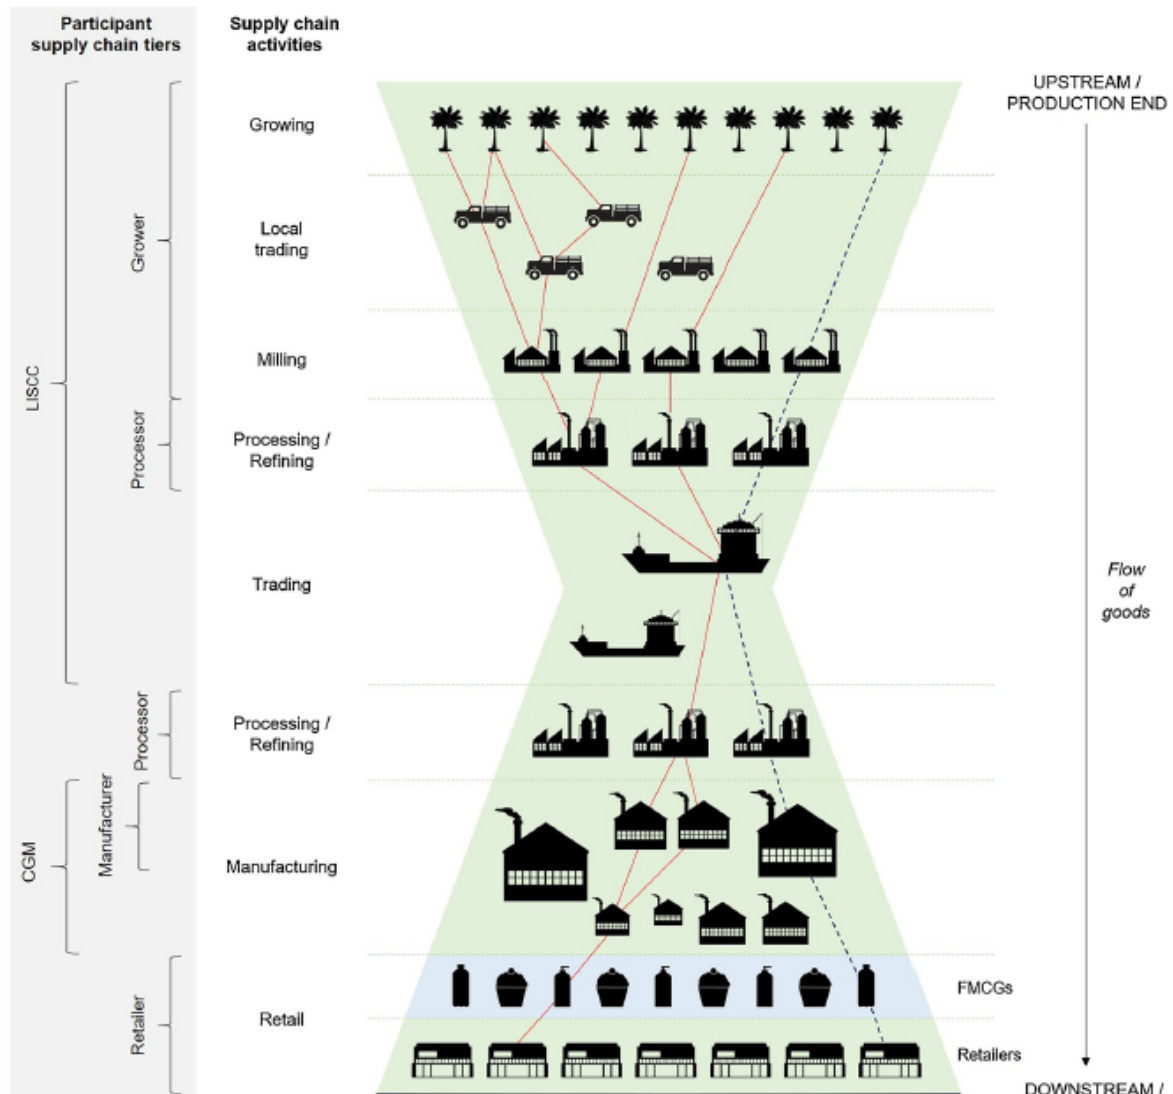 Participant
supply chain tiers
Supply chain
activities
UPSTREAM /
PRODUCTION END
Growing
Grower
Local
trading
LISCC
Milling
Processor
Processing /
Refining
Trading
Flow
of
goods
Processor
Processing /
Refining
CGM
Manufacturer
Manufacturing
Retailer
Retail
FMCGs
Retailers
DOWNSTREAM /